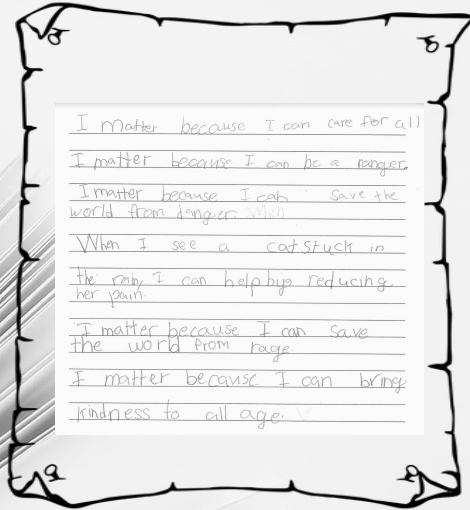 I matter because I can care for all
I matter because I can be a ranger,
I matter because I can save the
world from danger When
When I see a cat stuck in
the rain, I can help by reducing
her pain.
I matter because I can save
the world from rage.
I matter because I can bring
kindness to all age.